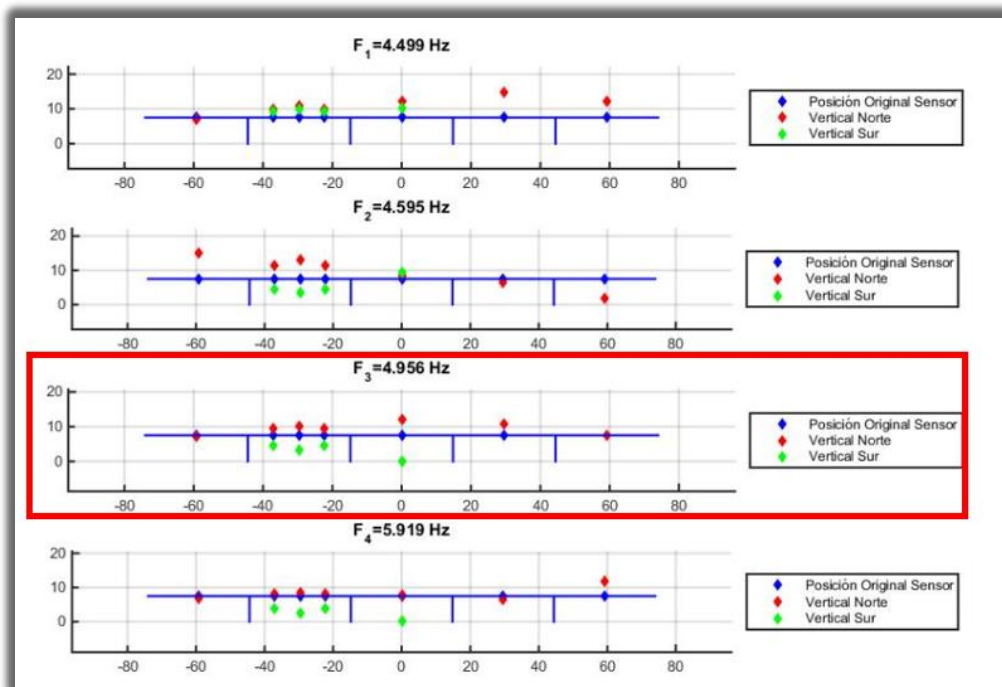 F1=4.499 Hz
20
10
0
-80 -60 -40 -20 0 20 40 60 80
Posición Original Sensor
Vertical Norte
Vertical Sur
F2=4.595 Hz
20
10
0
-80 -60 -40 -20 0 20 40 60 80
Posición Original Sensor
Vertical Norte
Vertical Sur
F3=4.956 Hz
20
10
0
-80 -60 -40 -20 0 20 40 60 80
Posición Original Sensor
Vertical Norte
Vertical Sur
F4=5.919 Hz
20
10
0
-80 -60 -40 -20 0 20 40 60 80
Posición Original Sensor
Vertical Norte
Vertical Sur